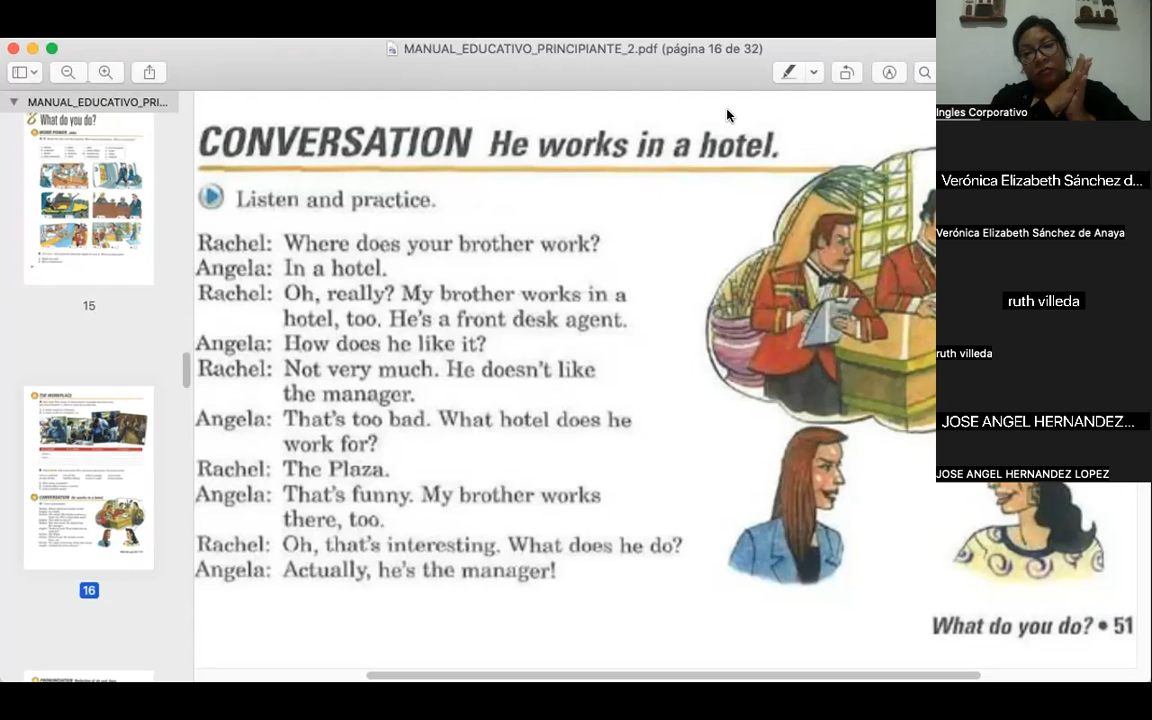 MANUAL_EDUCATIVO_PRINCIPIANTE_2.pdf (página 16 de 32)
MANUAL_EDUCATIVO_PRI...
What do you do?
WORD POWER
15
THE WORKPLACE
CONVERSATION
16
CONVERSATION He works in a hotel.
Listen and practice.
Rachel: Where does your brother work?
Angela: In a hotel.
Rachel: Oh, really? My brother works in a
hotel, too. He's a front desk agent.
Angela: How does he like it?
Rachel: Not very much. He doesn't like
the manager.
Angela: That's too bad. What hotel does he
work for?
Rachel: The Plaza.
Angela: That's funny. My brother works
there, too.
Rachel: Oh, that's interesting. What does he do?
Angela: Actually, he's the manager!
What do you do? • 51
Ingles Corporativo
Verónica Elizabeth Sánchez d...
Verónica Elizabeth Sánchez de Anaya
ruth villeda
ruth villeda
JOSE ANGEL HERNANDEZ...
JOSE ANGEL HERNANDEZ LOPEZ